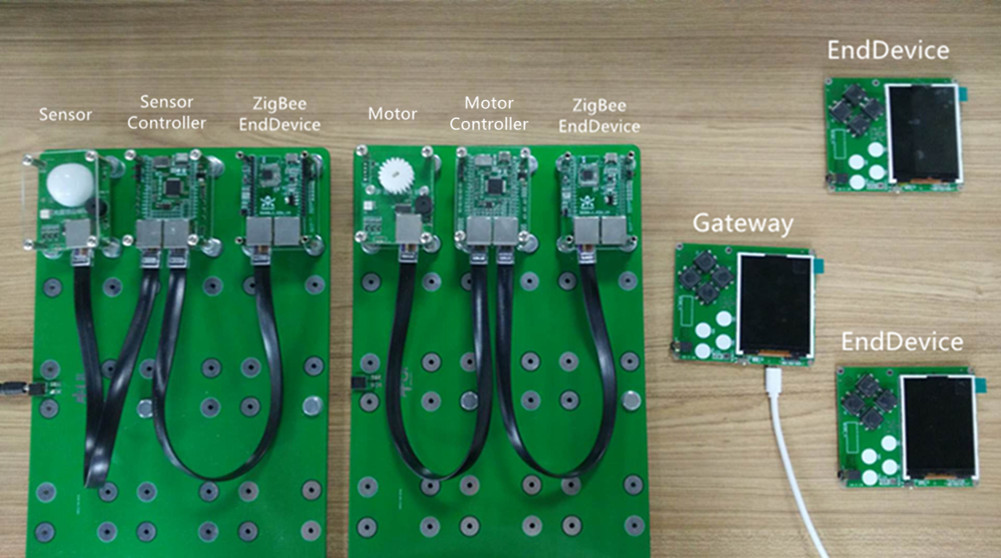 EndDevice
Sensor
Sensor
Controller
ZigBee
EndDevice
Motor
Motor
Controller
ZigBee
EndDevice
Gateway
EndDevice